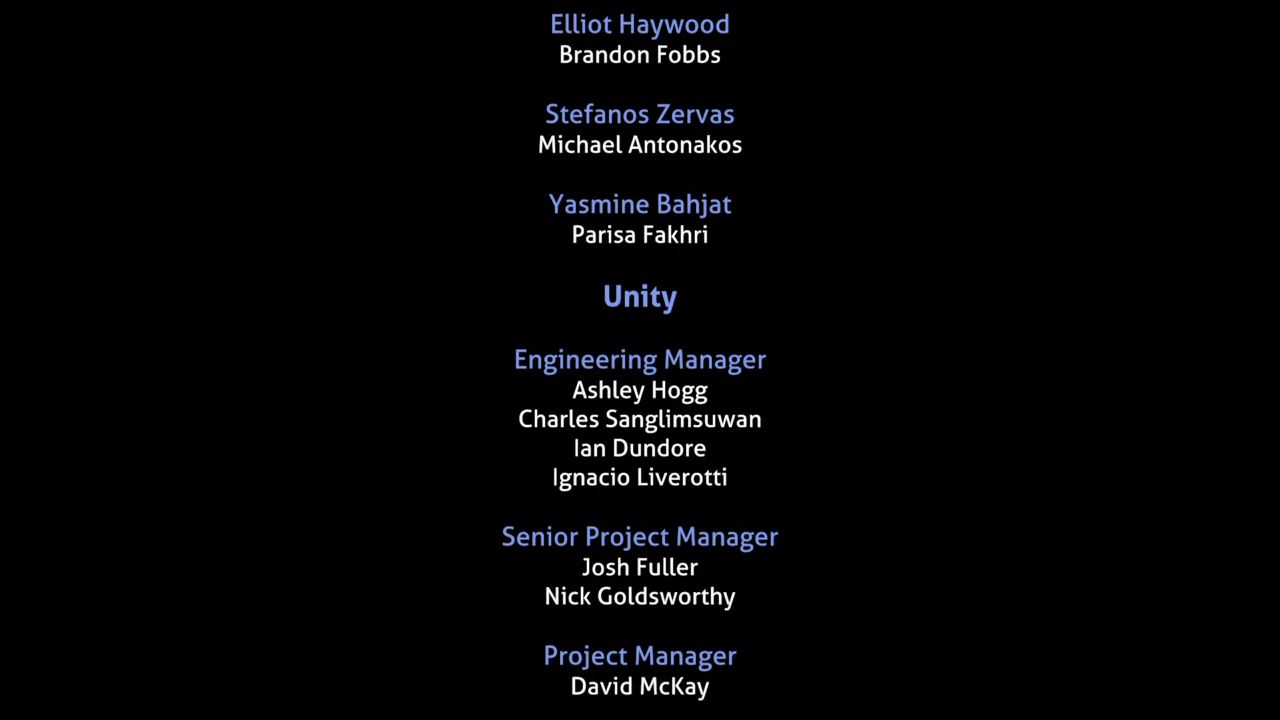 Elliot Haywood
Brandon Fobbs
Stefanos Zervas
Michael Antonakos
Yasmine Bahjat
Parisa Fakhri
Unity
Engineering Manager
Ashley Hogg
Charles Sanglimsuwan
Ian Dundore
Ignacio Liverotti
Senior Project Manager
Josh Fuller
Nick Goldsworthy
Project Manager
David McKay